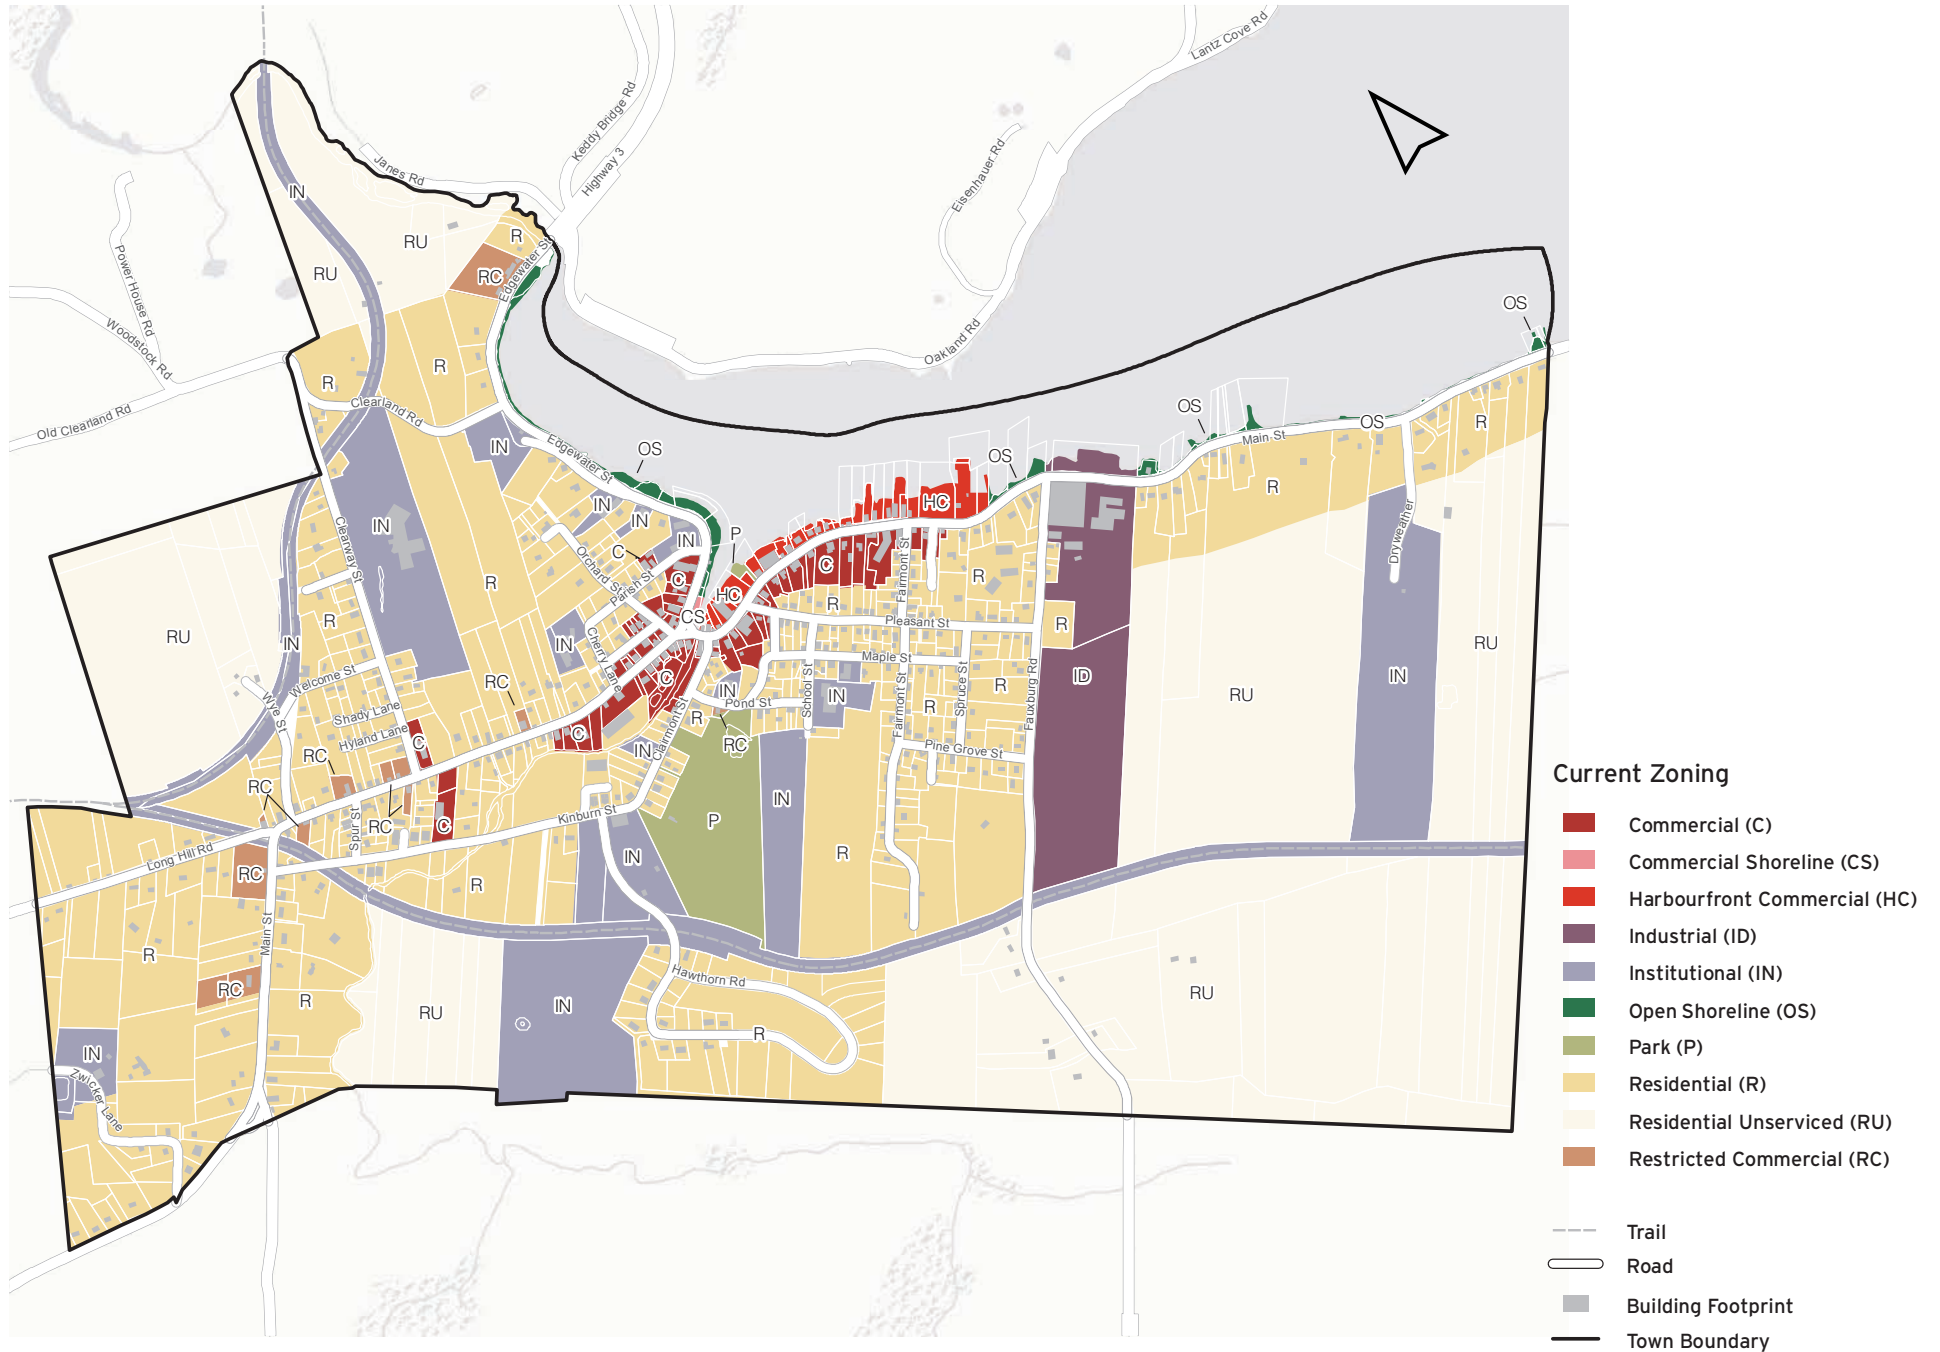 Lantz Cove Rd
Keddy Bridge Rd
Highway 3
Janes Rd
Eisenhauer Rd
IN
RU
R
RU
RC
Edgewater St
Power House Rd
OS
Woodstock Rd
Oakland Rd
R
R
Clearland Rd
Old Clearland Rd
OS
OS
Main St
R
IN
Edgewater St
OS
OS
R
IN
HC
IN
IN
Clearway St
IN
P
Dryweather
C
Orchard St
Parish St
C
C
Fairmont St
R
R
HC
R
R
CS
Pleasant St
R
RU
IN
IN
Cherry Lane
Maple St
RU
Welcome St
C
RC
IN
School St
IN
Spruce St
Fauxburg Rd
ID
IN
RU
Wye St
Shady Lane
Pond St
R
Clairmont St
R
Fairmont St
Hyland Lane
C
C
IN
RC
Pine Grove St
RC
RC
IN
Current Zoning
RC
Spur St
C
Kinburn St
P
Commercial (C)
Long Hill Rd
IN
R
Commercial Shoreline (CS)
RC
R
Harbourfront Commercial (HC)
Main St
Industrial (ID)
R
Hawthorn Rd
Institutional (IN)
RC
R
RU
IN
RU
Open Shoreline (OS)
R
IN
Park (P)
Zwicker Lane
Residential (R)
Residential Unserviced (RU)
Restricted Commercial (RC)
Trail
Road
Building Footprint
Town Boundary